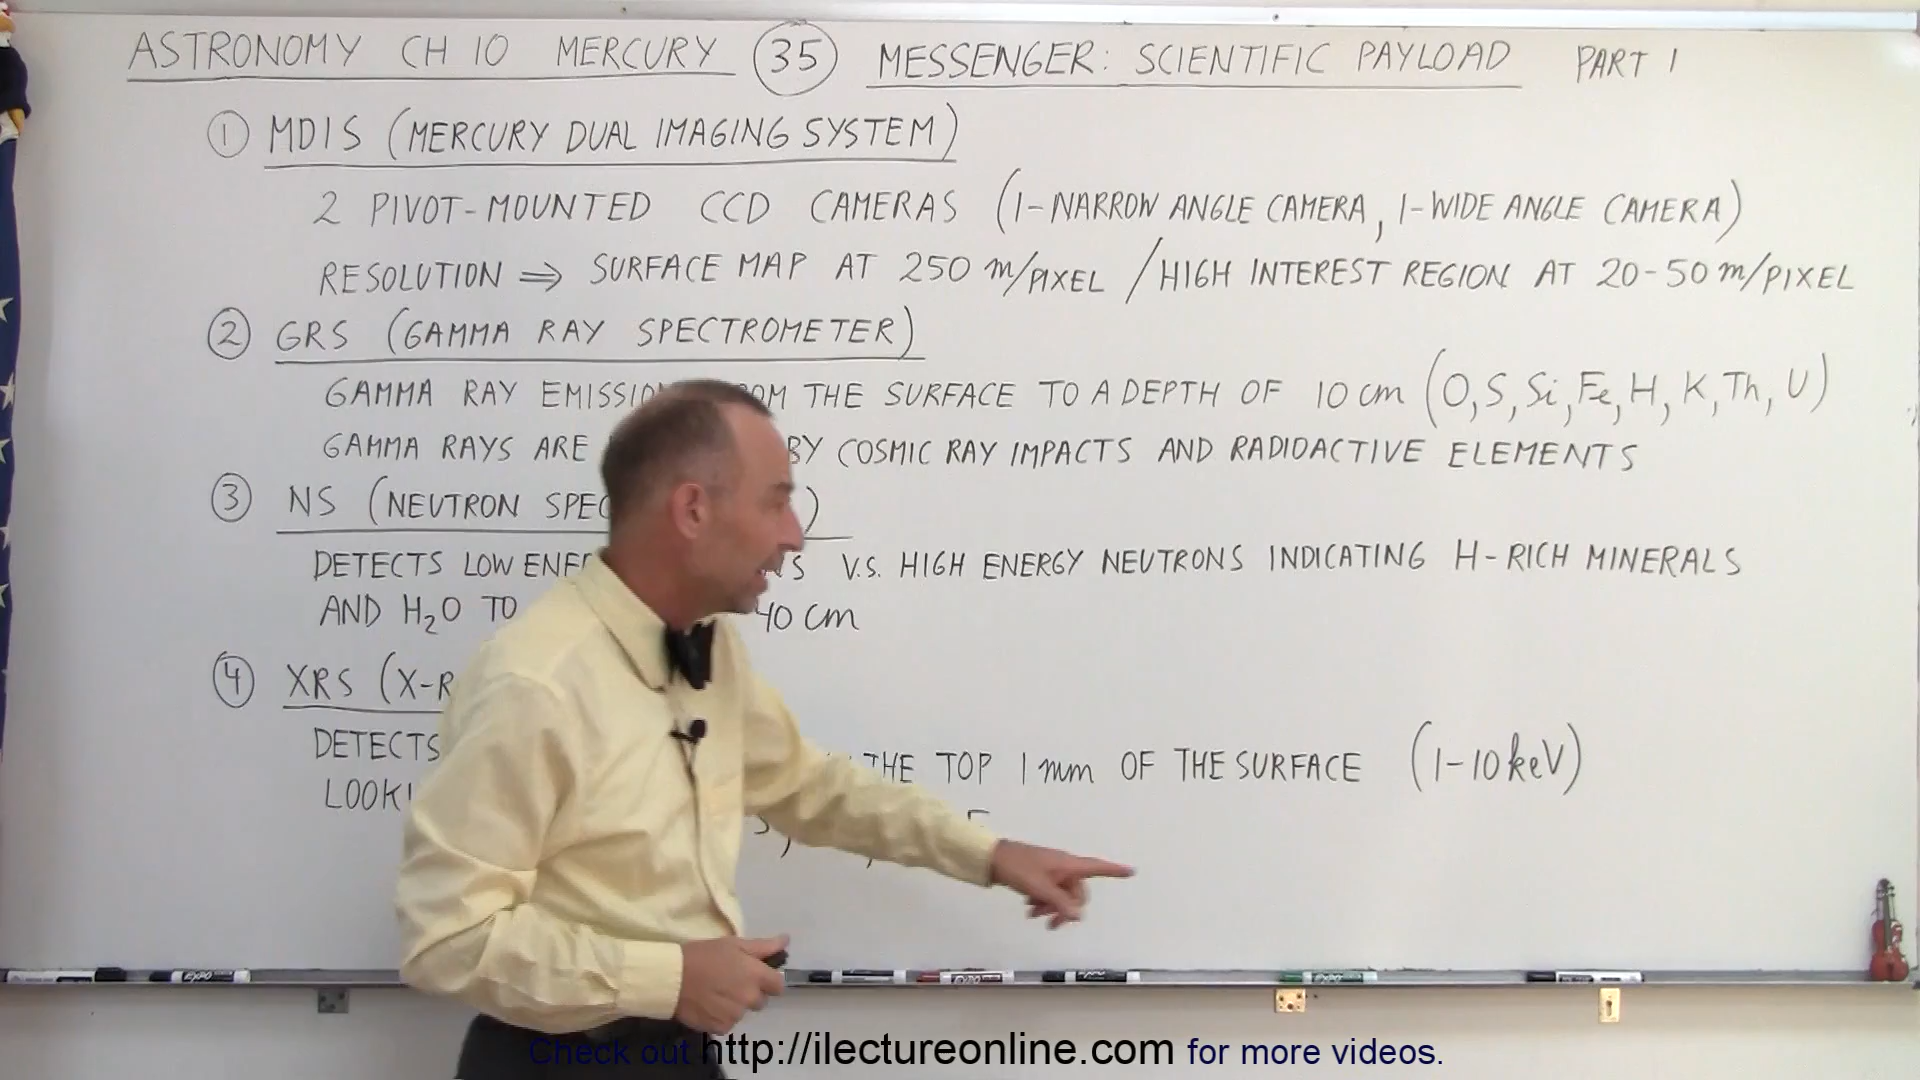 ASTRONOMY CH 10 MERCURY 35 MESSENGER: SCIENTIFIC PAYLOAD PART 1
1 MDIS (MERCURY DUAL IMAGING SYSTEM)
2 PIVOT-MOUNTED CCD CAMERAS (1-NARROW ANGLE CAMERA, 1-WIDE ANGLE CAMERA)
RESOLUTION ⇒ SURFACE MAP AT 250 m/PIXEL / HIGH INTEREST REGION AT 20-50 m/PIXEL
2 GRS (GAMMA RAY SPECTROMETER)
GAMMA RAY THE SURFACE TO A DEPTH OF 10 cm (O, S, Si, Fe, H, K, Th, U)
GAMMA RAYS ARE BY COSMIC RAY IMPACTS AND RADIOACTIVE ELEMENTS
3 NS (NEUTRON )
DETECTS LOW V.S. HIGH ENERGY NEUTRONS INDICATING H-RICH MINERALS
AND H2O TO 40 cm
4 XRS (X-R
DETECTS THE TOP 1 mm OF THE SURFACE (1-10 keV)
Check out http://ilectureonline.com for more videos.